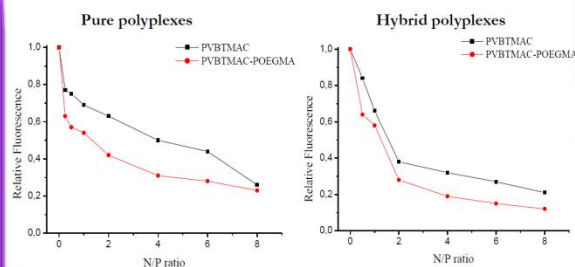 Pure polyplexes
PVBTMAC
PVBTMAC-POEGMA
Relative Fluorescence
1,0
0,8
0,6
0,4
0,2
0,0
0 2 4 6 8
N/P ratio
Hybrid polyplexes
PVBTMAC
PVBTMAC-POEGMA
Relative Fluorescence
1,0
0,8
0,6
0,4
0,2
0,0
0 2 4 6 8
N/P ratio